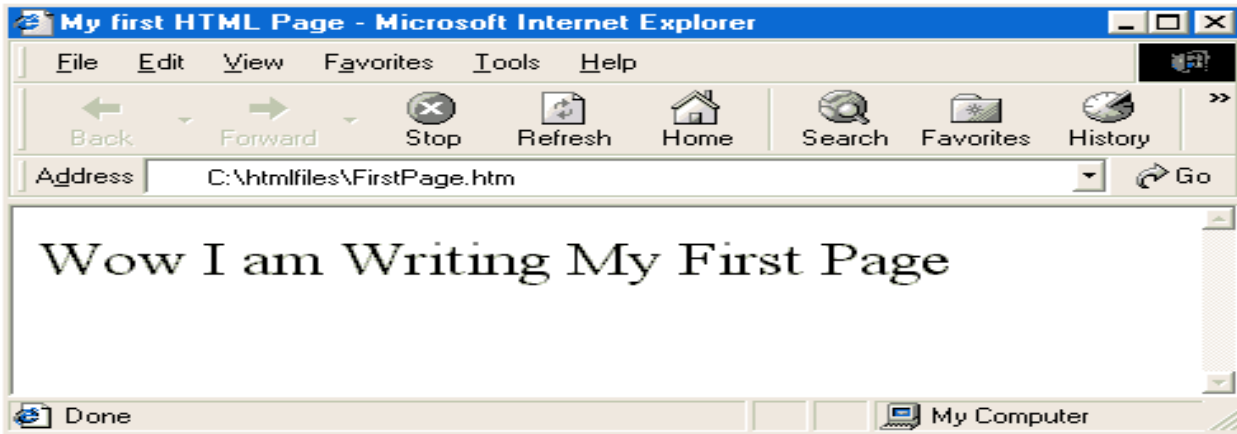 My first HTML Page - Microsoft Internet Explorer
File Edit View Favorites Tools Help
Back Forward Stop Refresh Home Search Favorites History »
Address C:\htmlfiles\FirstPage.htm Go
Wow I am Writing My First Page
Done My Computer